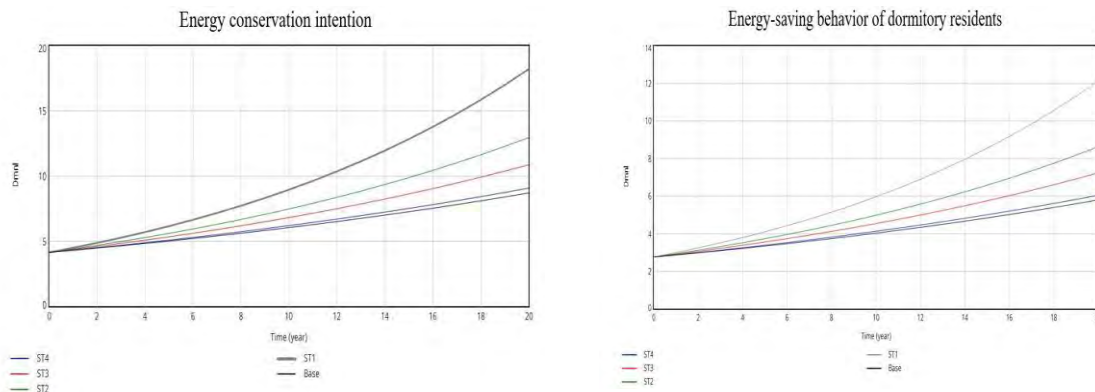 Energy conservation intention
20
15
10
5
0
Dmnl
0 2 4 6 8 10 12 14 16 18 20
Time (year)
ST4
ST3
ST2
ST1
Base
Energy-saving behavior of dormitory residents
14
12
10
8
6
4
2
0
Dmnl
0 2 4 6 8 10 12 14 16 18 20
Time (year)
ST4
ST3
ST2
ST1
Base